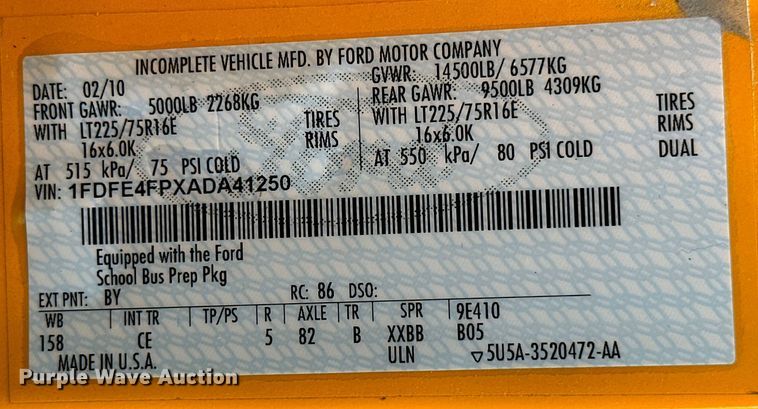 INCOMPLETE VEHICLE MFD. BY FORD MOTOR COMPANY
DATE: 02/10 GVWR: 14500LB/ 6577KG
FRONT GAWR: 5000LB 2268KG REAR GAWR: 9500LB 4309KG
WITH LT225/75R16E TIRES WITH LT225/75R16E TIRES
16x6.0K RIMS 16x6.0K RIMS
AT 515 kPa/ 75 PSI COLD AT 550 kPa/ 80 PSI COLD DUAL
VIN: 1FDFE4FPXADA41250
Equipped with the Ford
School Bus Prep Pkg
EXT PNT: BY RC: 86 DSO:
WB INT TR TP/PS R AXLE TR SPR 9E410
158 CE 5 82 B XXBB B05
MADE IN U.S.A. ULN ▽5U5A-3520472-AA
Purple Wave Auction